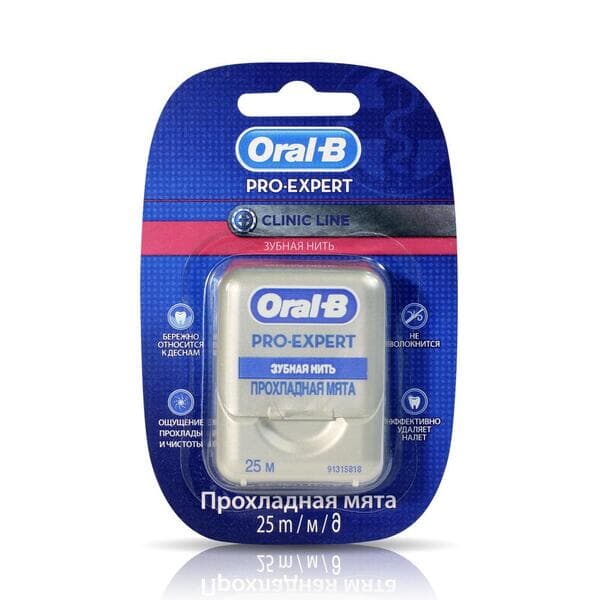 Oral-B
PRO-EXPERT
CLINIC LINE
ЗУБНАЯ НИТЬ
Oral-B
PRO-EXPERT
ЗУБНАЯ НИТЬ
ПРОХЛАДНАЯ МЯТА
25 м
91315818
БЕРЕЖНО
ОТНОСИТСЯ
К ДЕСНАМ
ОЩУЩЕНИЕ
ПРОХЛАДЫ
И ЧИСТОТЫ
НЕ
ВОЛОКНИТСЯ
ЭФФЕКТИВНО
УДАЛЯЕТ
НАЛЕТ
Прохладная мята
25 m / м / მ